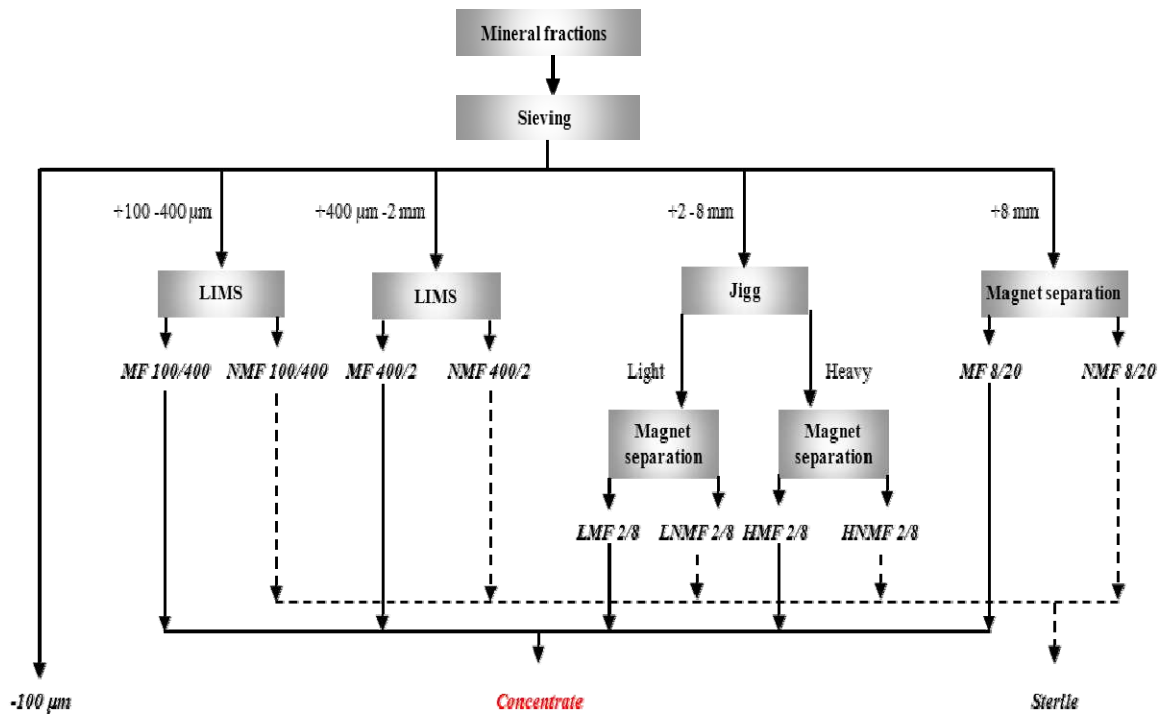 Mineral fractions
Sieving
+100 -400 µm
+400 µm -2 mm
+2 -8 mm
+8 mm
LIMS
LIMS
Jigg
Magnet separation
MF 100/400
NMF 100/400
MF 400/2
NMF 400/2
Light
Heavy
MF 8/20
NMF 8/20
Magnet
separation
Magnet
separation
LMF 2/8
LNMF 2/8
HMF 2/8
HNMF 2/8
-100 µm
Concentrate
Sterile